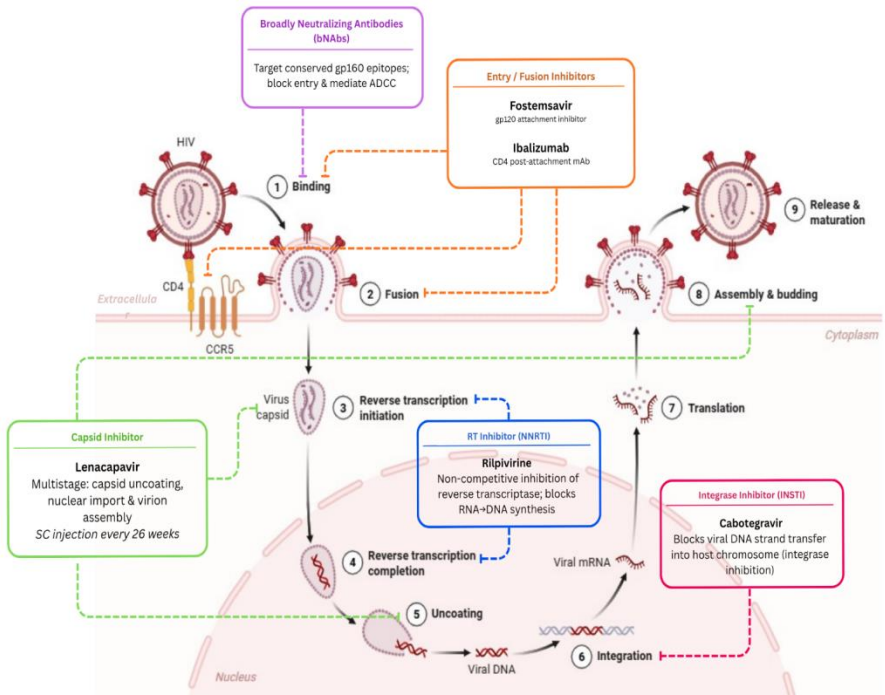 Broadly Neutralizing Antibodies
(bNAbs)
Target conserved gp160 epitopes;
block entry & mediate ADCC
Entry / Fusion Inhibitors
Fostemsavir
gp120 attachment inhibitor
Ibalizumab
CD4 post-attachment mAb
HIV
1 Binding
9 Release &
maturation
CD4
2 Fusion
8 Assembly & budding
Extracellula
r
CCR5
Cytoplasm
Virus
capsid
3 Reverse transcription
initiation
7 Translation
Capsid Inhibitor
Lenacapavir
Multistage: capsid uncoating,
nuclear import & virion
assembly
SC injection every 26 weeks
RT Inhibitor (NNRTI)
Rilpivirine
Non-competitive inhibition of
reverse transcriptase; blocks
RNA→DNA synthesis
Integrase Inhibitor (INSTI)
Cabotegravir
Blocks viral DNA strand transfer
into host chromosome (integrase
inhibition)
4 Reverse transcription
completion
Viral mRNA
5 Uncoating
Viral DNA
6 Integration
Nucleus